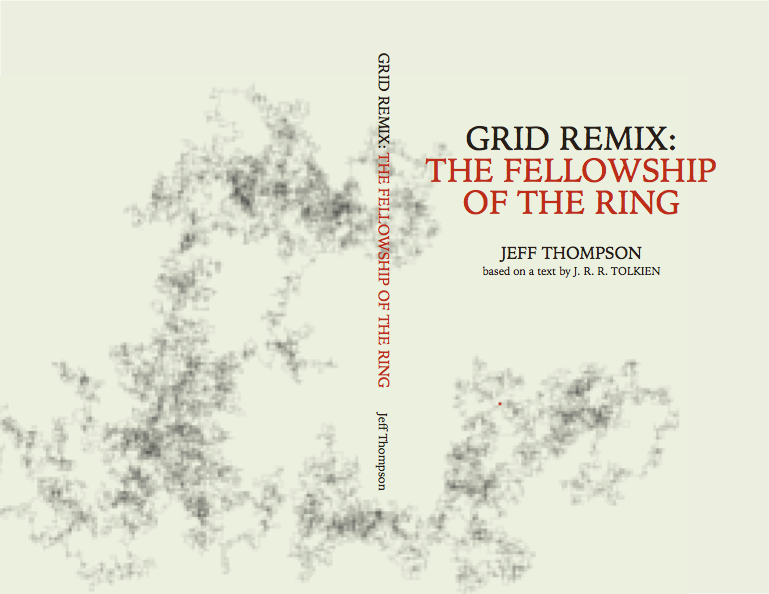 GRID REMIX: THE FELLOWSHIP OF THE RING
Jeff Thompson
GRID REMIX:
THE FELLOWSHIP
OF THE RING
JEFF THOMPSON
based on a text by J. R. R. TOLKIEN